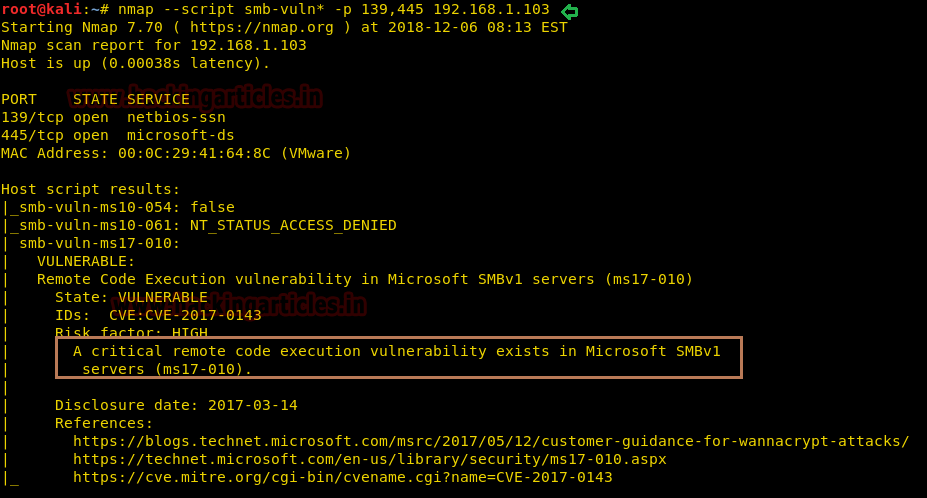 root@kali:~# nmap --script smb-vuln* -p 139,445 192.168.1.103
Starting Nmap 7.70 ( https://nmap.org ) at 2018-12-06 08:13 EST
Nmap scan report for 192.168.1.103
Host is up (0.00038s latency).
www.hackingarticles.in
PORT    STATE SERVICE
139/tcp open  netbios-ssn
445/tcp open  microsoft-ds
MAC Address: 00:0C:29:41:64:8C (VMware)
Host script results:
|_smb-vuln-ms10-054: false
|_smb-vuln-ms10-061: NT_STATUS_ACCESS_DENIED
| smb-vuln-ms17-010:
|   VULNERABLE:
|   Remote Code Execution vulnerability in Microsoft SMBv1 servers (ms17-010)
|     State: VULNERABLE
www.hackingarticles.in
|     IDs:  CVE:CVE-2017-0143
|     Risk factor: HIGH
|       A critical remote code execution vulnerability exists in Microsoft SMBv1
|        servers (ms17-010).
|
|     Disclosure date: 2017-03-14
|     References:
|       https://blogs.technet.microsoft.com/msrc/2017/05/12/customer-guidance-for-wannacrypt-attacks/
|       https://technet.microsoft.com/en-us/library/security/ms17-010.aspx
|_      https://cve.mitre.org/cgi-bin/cvename.cgi?name=CVE-2017-0143